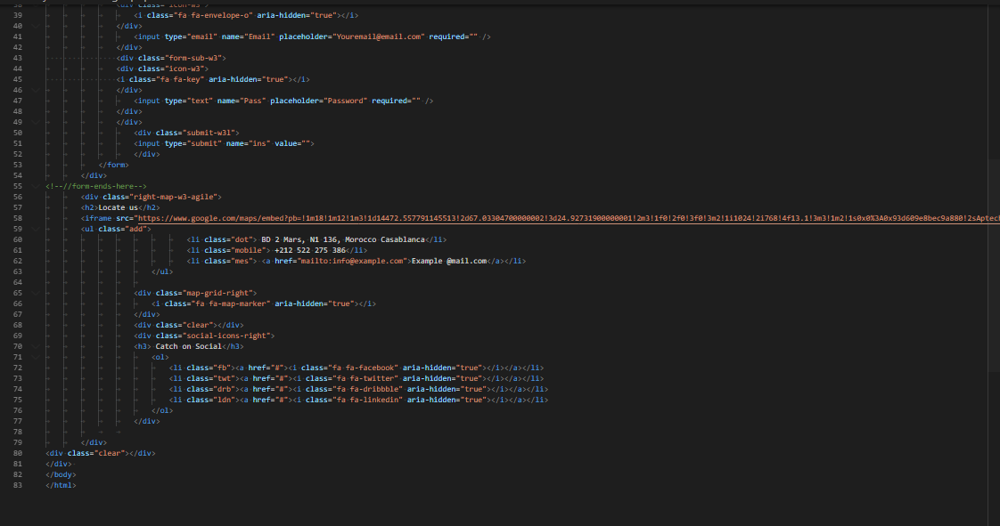 38 <div class="icon-w3">
39 <i class="fa fa-envelope-o" aria-hidden="true"></i>
40 </div>
41 <input type="email" name="Email" placeholder="Youremail@email.com" required="" />
42 </div>
43 <div class="form-sub-w3">
44 <div class="icon-w3">
45 <i class="fa fa-key" aria-hidden="true"></i>
46 </div>
47 <input type="text" name="Pass" placeholder="Password" required="" />
48 </div>
49 </div>
50 <div class="submit-w3l">
51 <input type="submit" name="ins" value="">
52 </div>
53 </form>
54 </div>
55 <!--//form-ends-here-->
56 <div class="right-map-w3-agile">
57 <h2>Locate us</h2>
58 <iframe src="https://www.google.com/maps/embed?pb=!1m18!1m12!1m3!1d14472.557791145513!2d67.03304700000002!3d24.92731900000001!2m3!1f0!2f0!3f0!3m2!1i1024!2i768!4f13.1!3m3!1m2!1s0x0%3A0x93d609e8bec9a880!2sAptech
59 <ul class="add">
60 <li class="dot"> BD 2 Mars, N1 136, Morocco Casablanca</li>
61 <li class="mobile"> +212 522 275 386</li>
62 <li class="mes"> <a href="mailto:info@example.com">Example @mail.com</a></li>
63 </ul>
64
65 <div class="map-grid-right">
66 <i class="fa fa-map-marker" aria-hidden="true"></i>
67 </div>
68 <div class="clear"></div>
69 <div class="social-icons-right">
70 <h3> Catch on Social</h3>
71 <ol>
72 <li class="fb"><a href="#"><i class="fa fa-facebook" aria-hidden="true"></i></a></li>
73 <li class="twt"><a href="#"><i class="fa fa-twitter" aria-hidden="true"></i></a></li>
74 <li class="drb"><a href="#"><i class="fa fa-dribbble" aria-hidden="true"></i></a></li>
75 <li class="ldn"><a href="#"><i class="fa fa-linkedin" aria-hidden="true"></i></a></li>
76 </ol>
77 </div>
78
79 </div>
80 <div class="clear"></div>
81 </div>
82 </body>
83 </html>